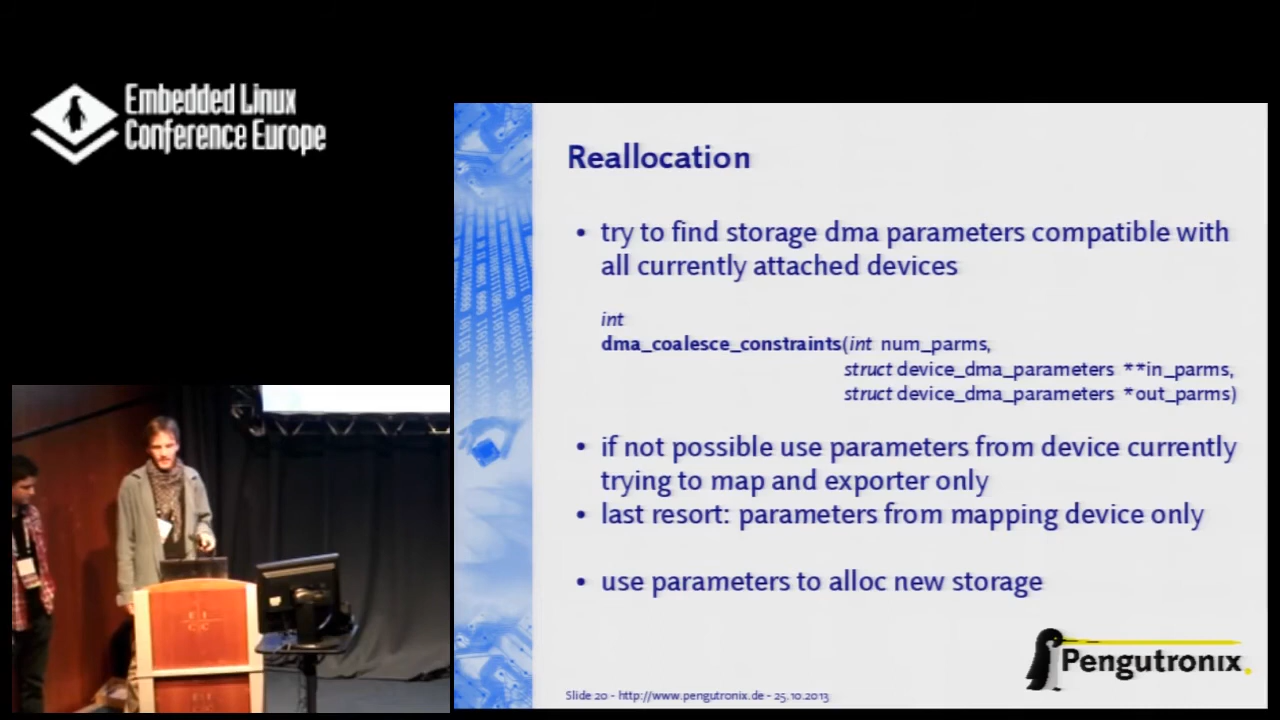 Embedded Linux
Conference Europe
Reallocation
• try to find storage dma parameters compatible with
all currently attached devices
int
dma_coalesce_constraints(int num_parms,
struct device_dma_parameters **in_parms,
struct device_dma_parameters *out_parms)
• if not possible use parameters from device currently
trying to map and exporter only
• last resort: parameters from mapping device only
• use parameters to alloc new storage
Pengutronix.
Slide 20 - http://www.pengutronix.de - 25.10.2013